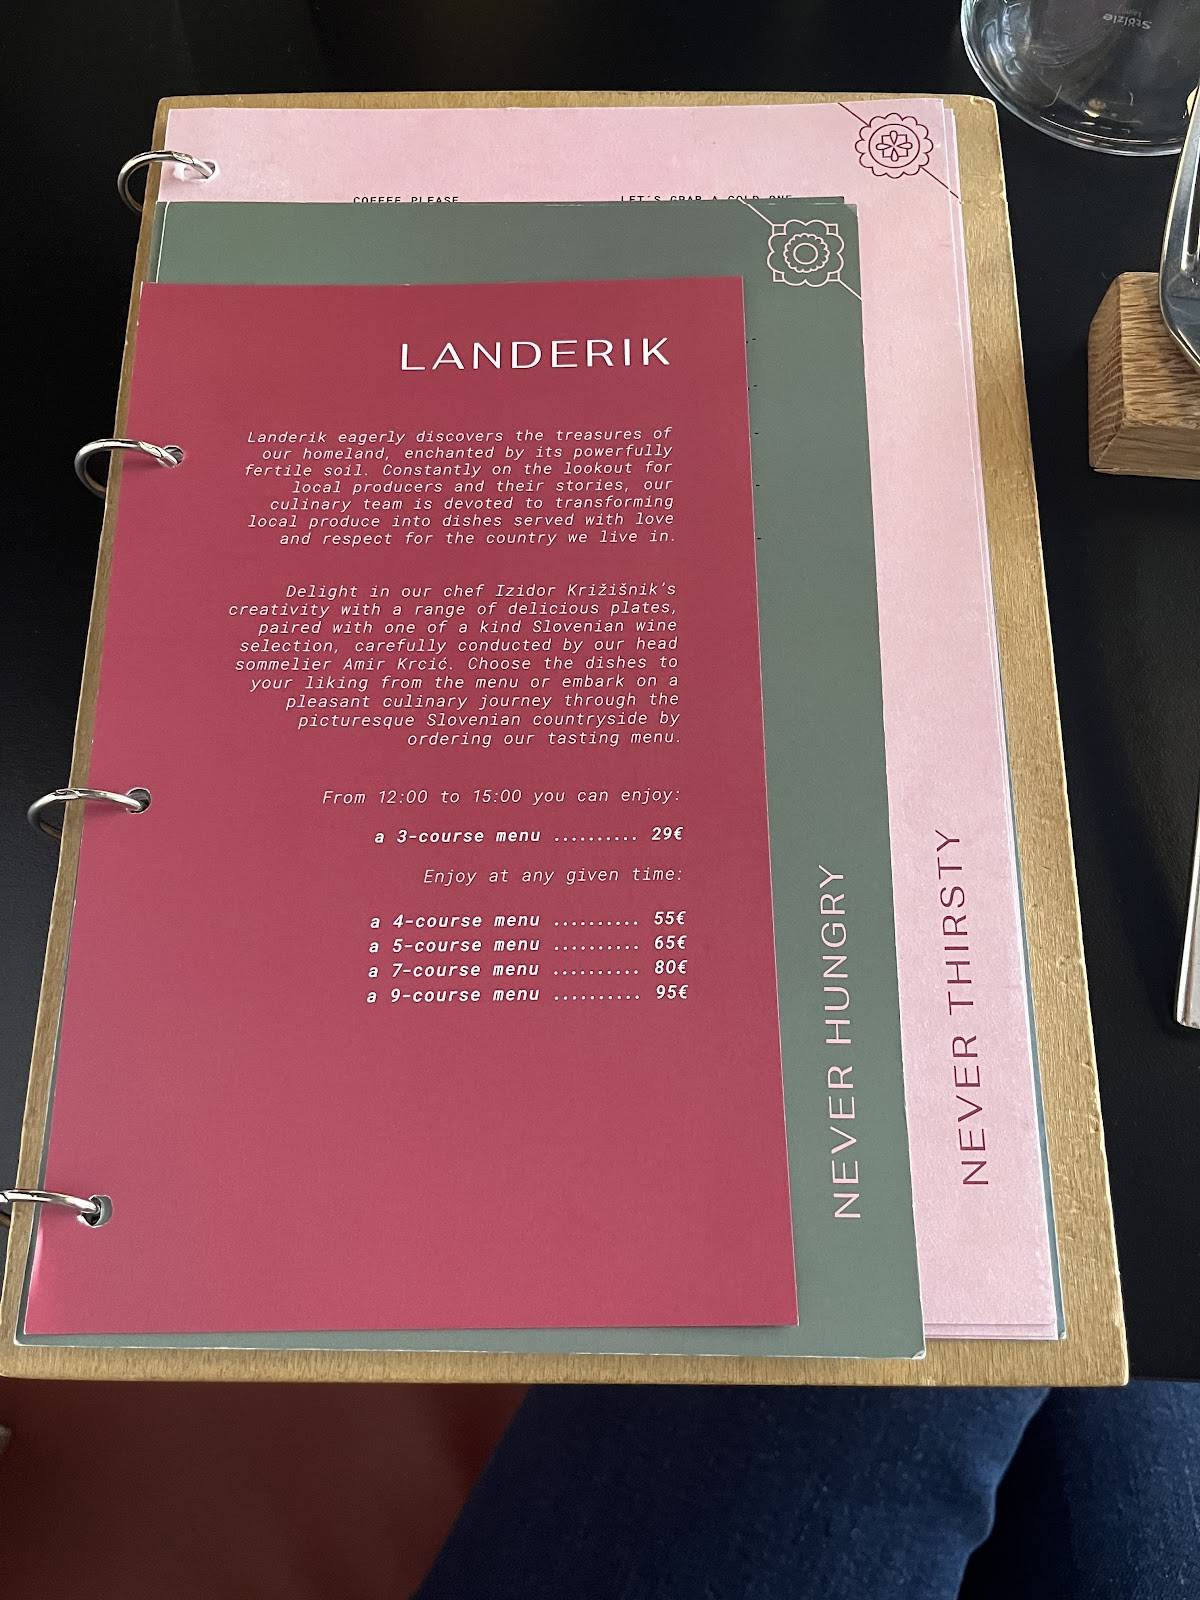 Stölzle
COFFEE PLEASE
LET'S GRAB A COLD ONE
LANDERIK
Landerik eagerly discovers the treasures of
our homeland, enchanted by its powerfully
fertile soil. Constantly on the lookout for
local producers and their stories, our
culinary team is devoted to transforming
local produce into dishes served with love
and respect for the country we live in.
Delight in our chef Izidor Križišnik's
creativity with a range of delicious plates,
paired with one of a kind Slovenian wine
selection, carefully conducted by our head
sommelier Amir Krcić. Choose the dishes to
your liking from the menu or embark on a
pleasant culinary journey through the
picturesque Slovenian countryside by
ordering our tasting menu.
From 12:00 to 15:00 you can enjoy:
a 3-course menu .......... 29€
Enjoy at any given time:
a 4-course menu .......... 55€
a 5-course menu .......... 65€
a 7-course menu .......... 80€
a 9-course menu .......... 95€
NEVER HUNGRY
NEVER THIRSTY